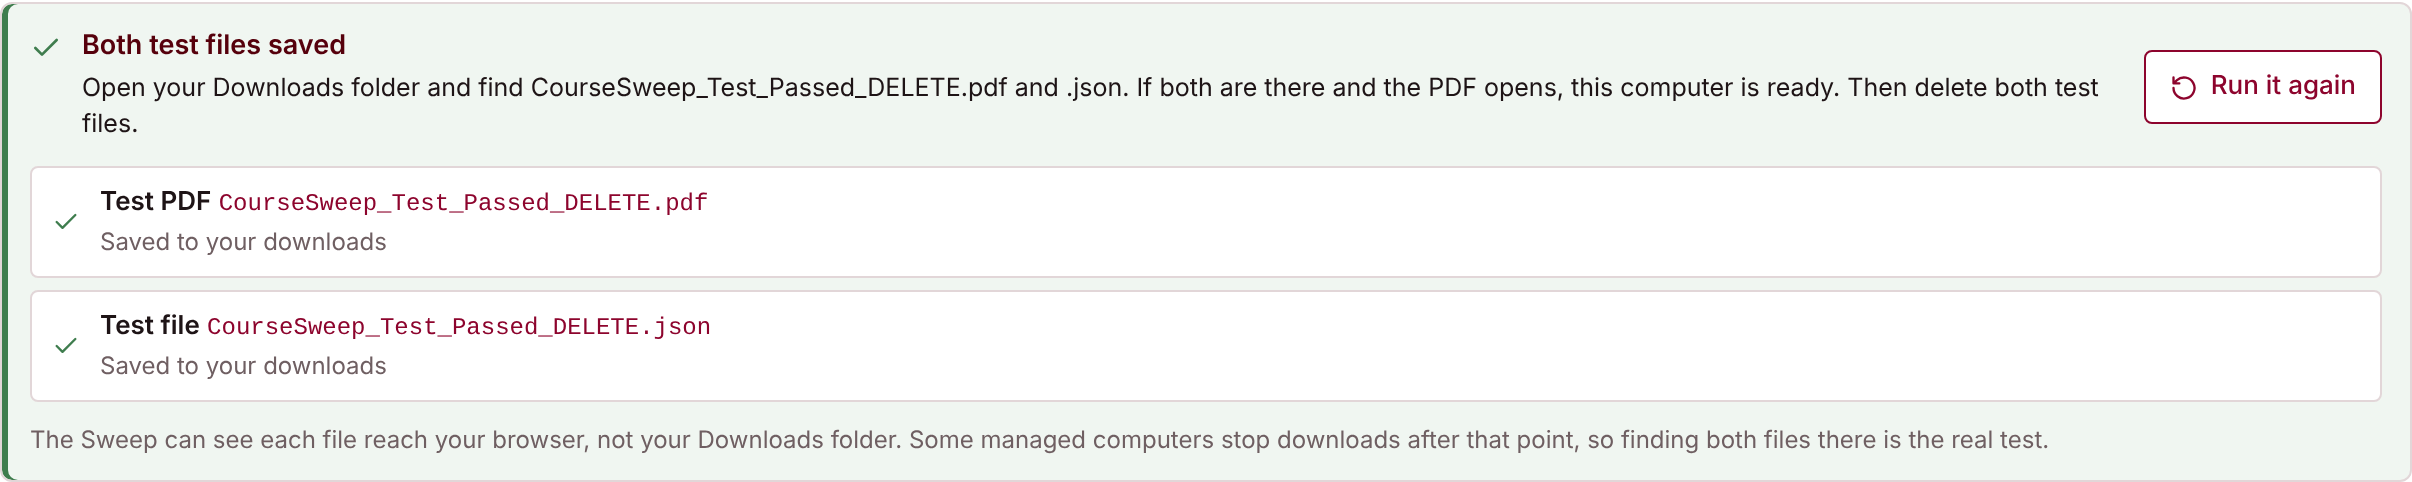 Both test files saved
Open your Downloads folder and find CourseSweep_Test_Passed_DELETE.pdf and .json. If both are there and the PDF opens, this computer is ready. Then delete both test
files.
Run it again
Test PDF CourseSweep_Test_Passed_DELETE.pdf
Saved to your downloads
Test file CourseSweep_Test_Passed_DELETE.json
Saved to your downloads
The Sweep can see each file reach your browser, not your Downloads folder. Some managed computers stop downloads after that point, so finding both files there is the real test.